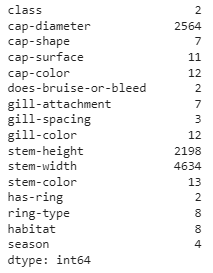 class 2
cap-diameter 2564
cap-shape 7
cap-surface 11
cap-color 12
does-bruise-or-bleed 2
gill-attachment 7
gill-spacing 3
gill-color 12
stem-height 2198
stem-width 4634
stem-color 13
has-ring 2
ring-type 8
habitat 8
season 4
dtype: int64